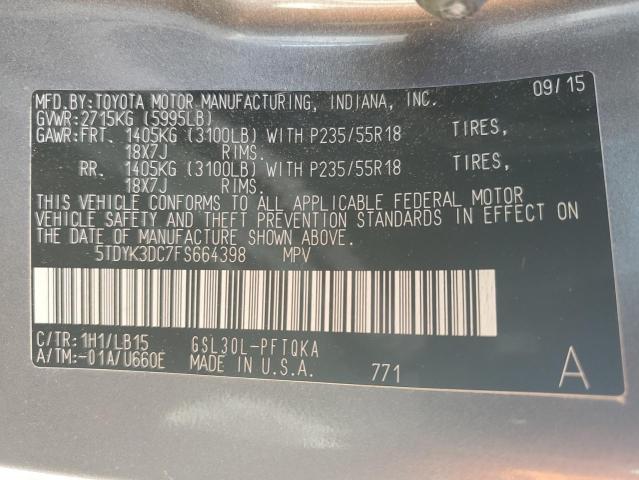 MFD.BY:TOYOTA MOTOR MANUFACTURING, INDIANA, INC. 09/15
GVWR:2715KG (5995LB)
GAWR:FRT. 1405KG (3100LB) WITH P235/55R18 TIRES,
18X7J RIMS.
RR. 1405KG (3100LB) WITH P235/55R18 TIRES,
18X7J RIMS.
THIS VEHICLE CONFORMS TO ALL APPLICABLE FEDERAL MOTOR
VEHICLE SAFETY AND THEFT PREVENTION STANDARDS IN EFFECT ON
THE DATE OF MANUFACTURE SHOWN ABOVE.
5TDYK3DC7FS664398 MPV
C/TR:1H1/LB15 GSL30L-PFTQKA
A/TM:-01A/U660E MADE IN U.S.A. 771 A